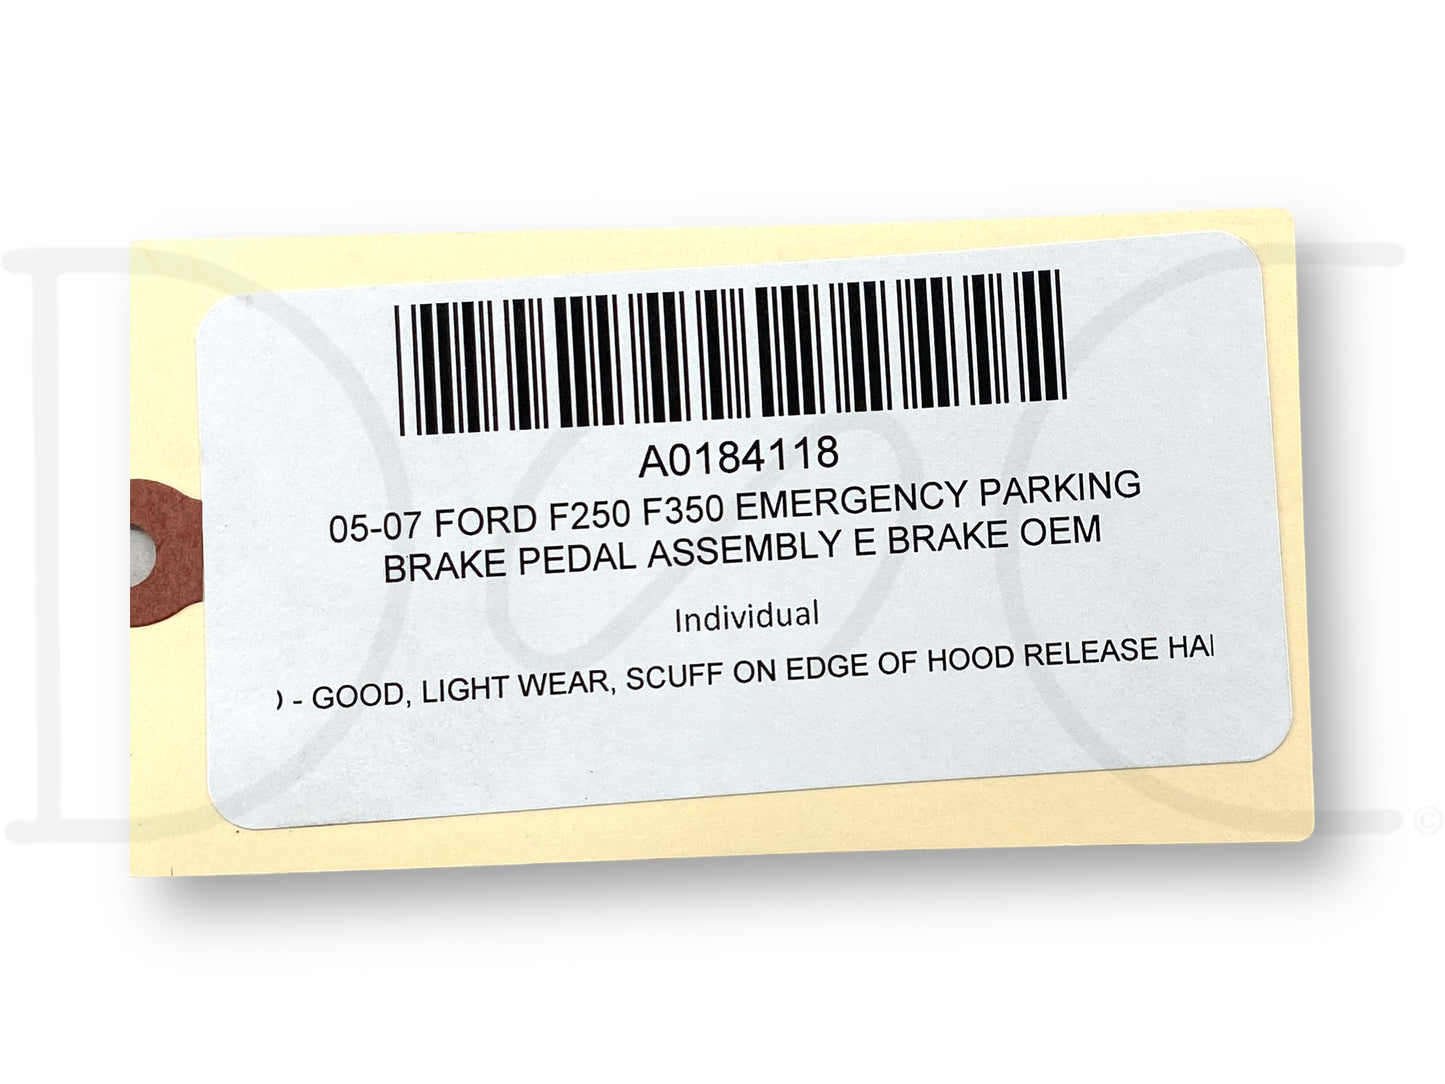 A0184118
05-07 FORD F250 F350 EMERGENCY PARKING
BRAKE PEDAL ASSEMBLY E BRAKE OEM
Individual
- GOOD, LIGHT WEAR, SCUFF ON EDGE OF HOOD RELEASE
©